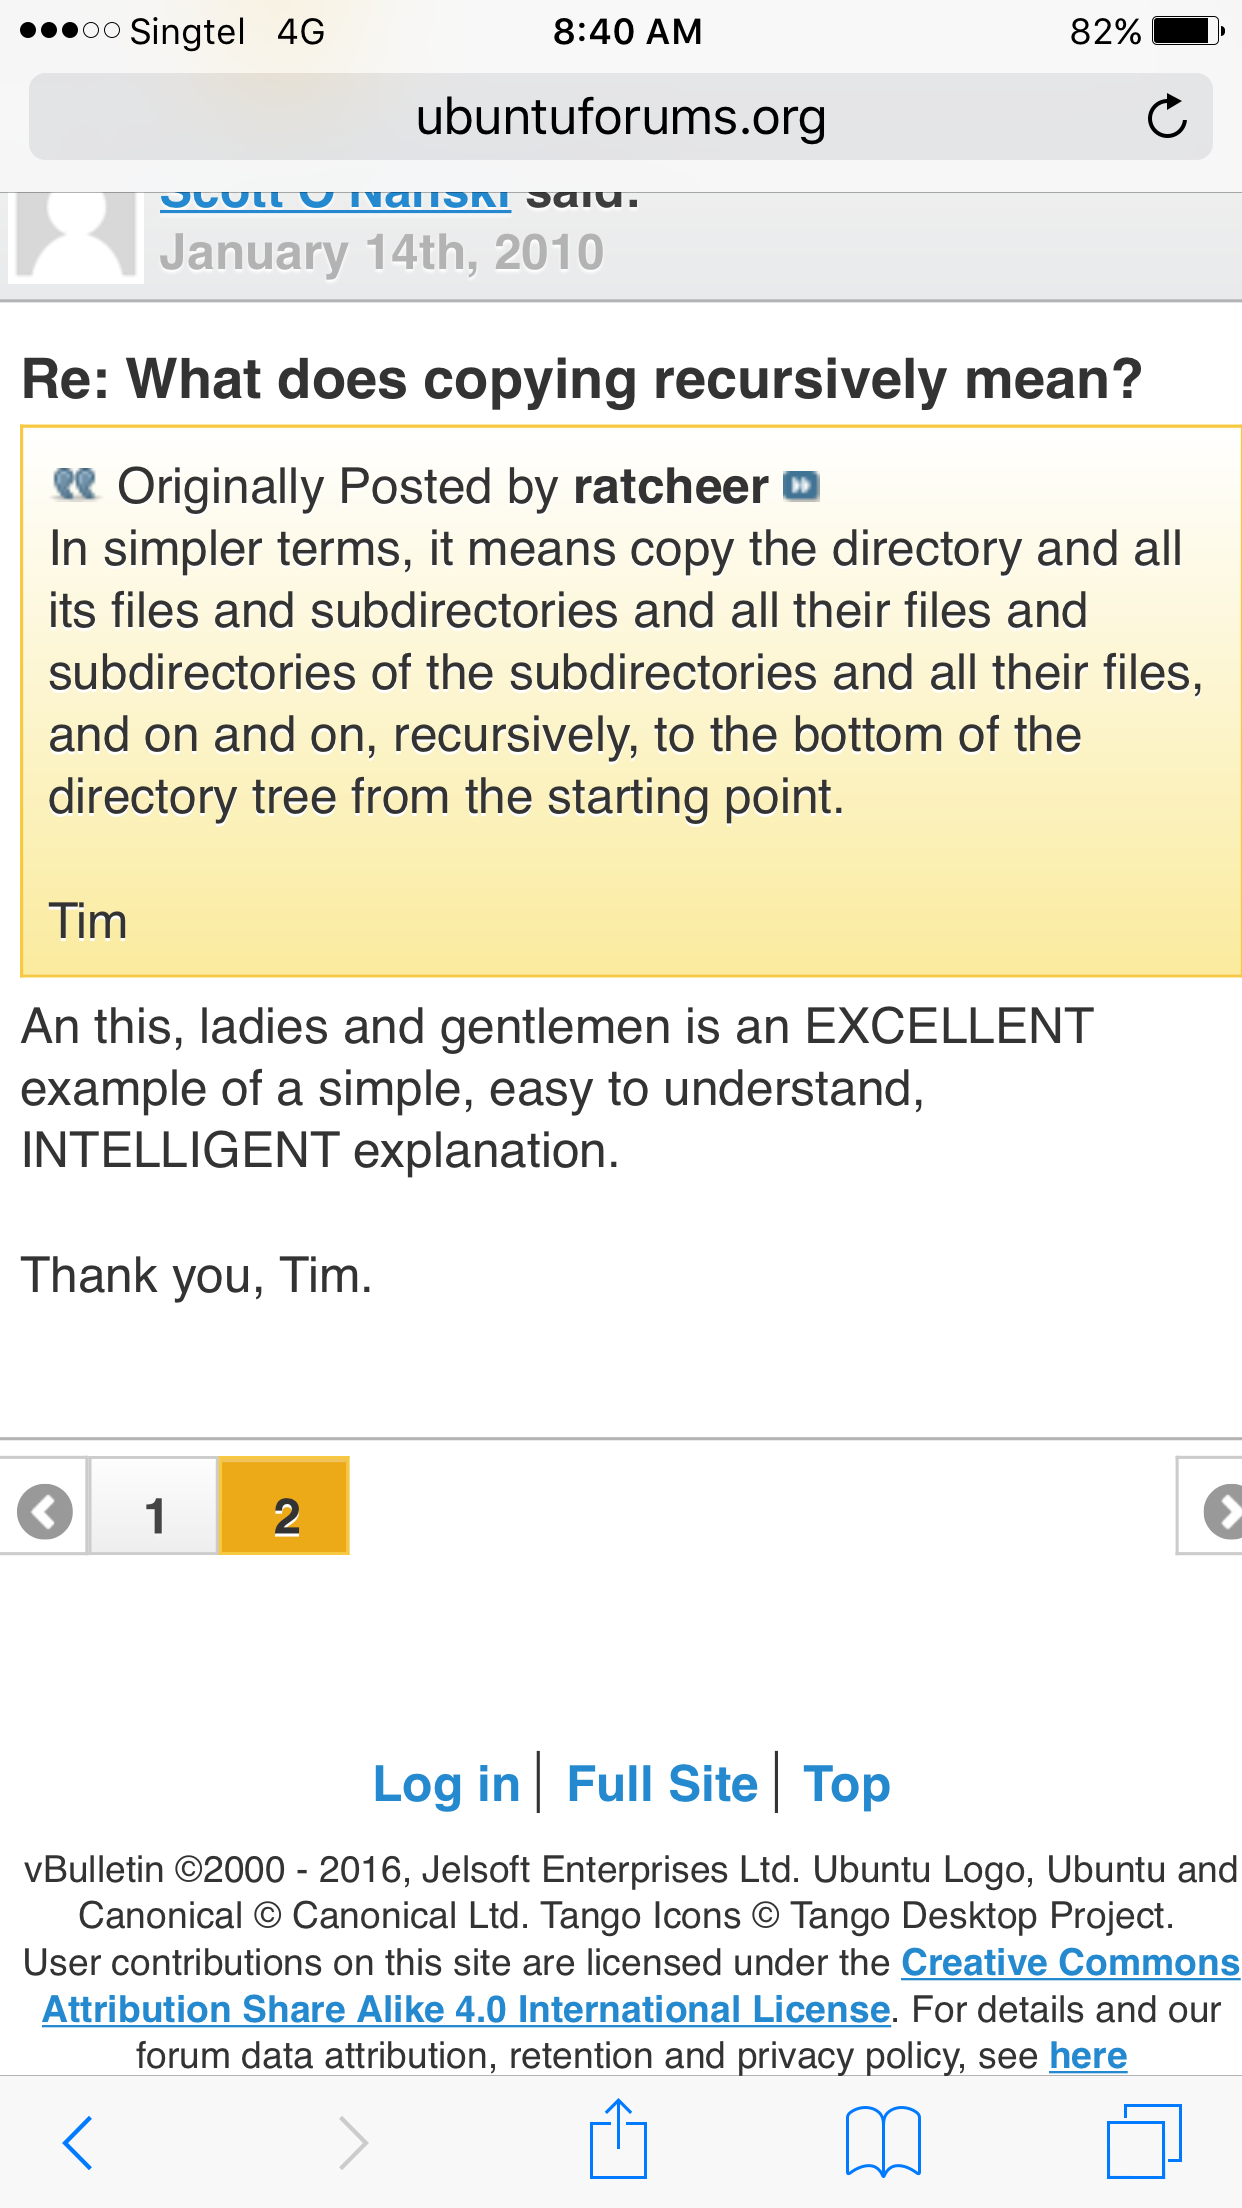 Singtel 4G 8:40 AM 82%
ubuntuforums.org
Scott O'Nanski said:
January 14th, 2010
Re: What does copying recursively mean?
Originally Posted by ratcheer
In simpler terms, it means copy the directory and all
its files and subdirectories and all their files and
subdirectories of the subdirectories and all their files,
and on and on, recursively, to the bottom of the
directory tree from the starting point.
Tim
An this, ladies and gentlemen is an EXCELLENT
example of a simple, easy to understand,
INTELLIGENT explanation.
Thank you, Tim.
1 2
Log in | Full Site | Top
vBulletin ©2000 - 2016, Jelsoft Enterprises Ltd. Ubuntu Logo, Ubuntu and
Canonical © Canonical Ltd. Tango Icons © Tango Desktop Project.
User contributions on this site are licensed under the Creative Commons
Attribution Share Alike 4.0 International License. For details and our
forum data attribution, retention and privacy policy, see here